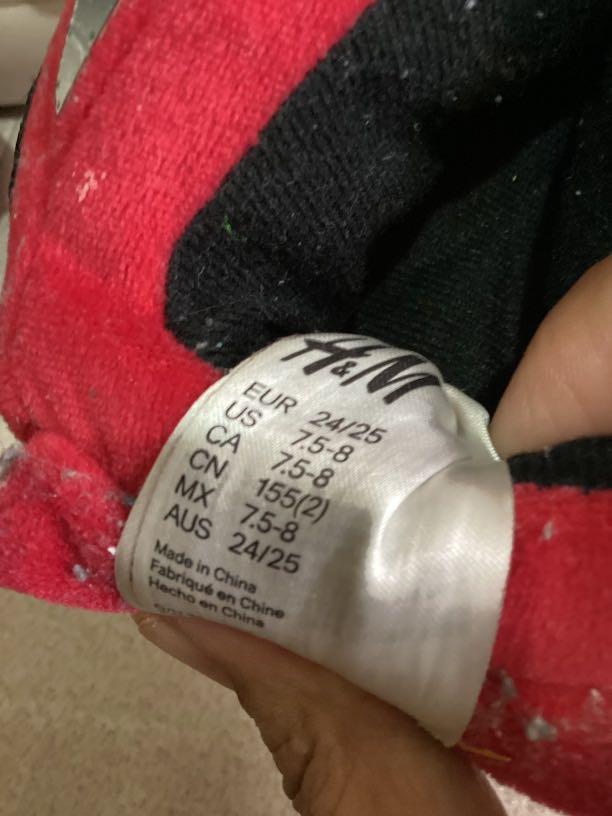 H&M
EUR 24/25
US 7.5-8
CA 7.5-8
CN 155(2)
MX 7.5-8
AUS 24/25
Made in China
Fabriqué en Chine
Hecho en China